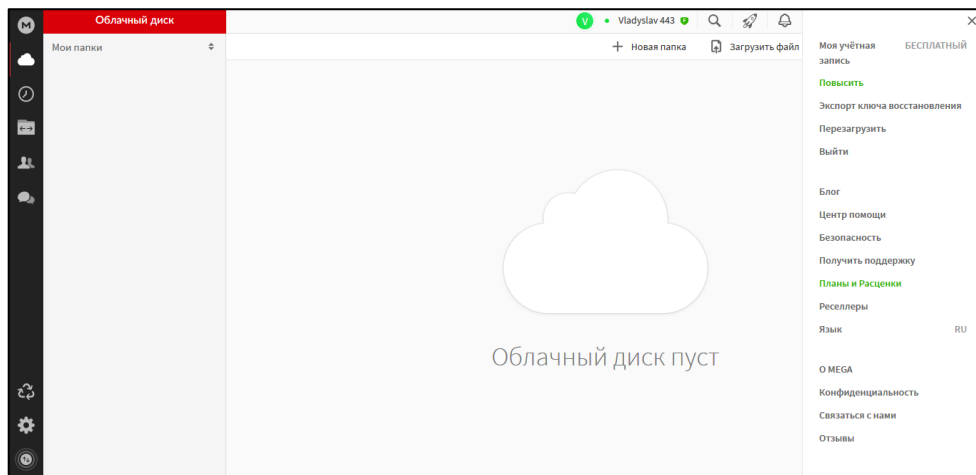 M
Облачный диск
V
Vladyslav 443
F
Мои папки
Новая папка
Загрузить файл
Моя учётная
запись
БЕСПЛАТНЫЙ
Повысить
Экспорт ключа восстановления
Перезагрузить
Выйти
Блог
Центр помощи
Безопасность
Получить поддержку
Планы и Расценки
Реселлеры
Язык
RU
О MEGA
Конфиденциальность
Связаться с нами
Отзывы
Облачный диск пуст